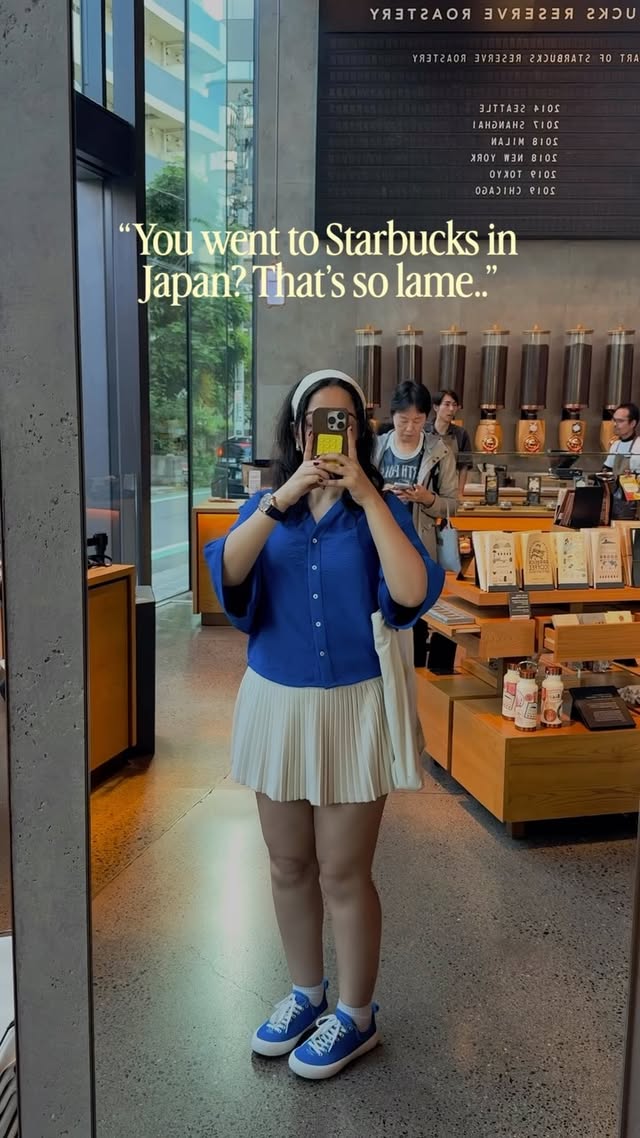 UCKS RESERVE ROASTERY
ART OF STARBUCKS RESERVE ROASTERY
2014 SEATTLE
2017 SHANGHAI
2018 MILAN
2018 NEW YORK
2019 TOKYO
2019 CHICAGO
“You went to Starbucks in
Japan? That’s so lame..”